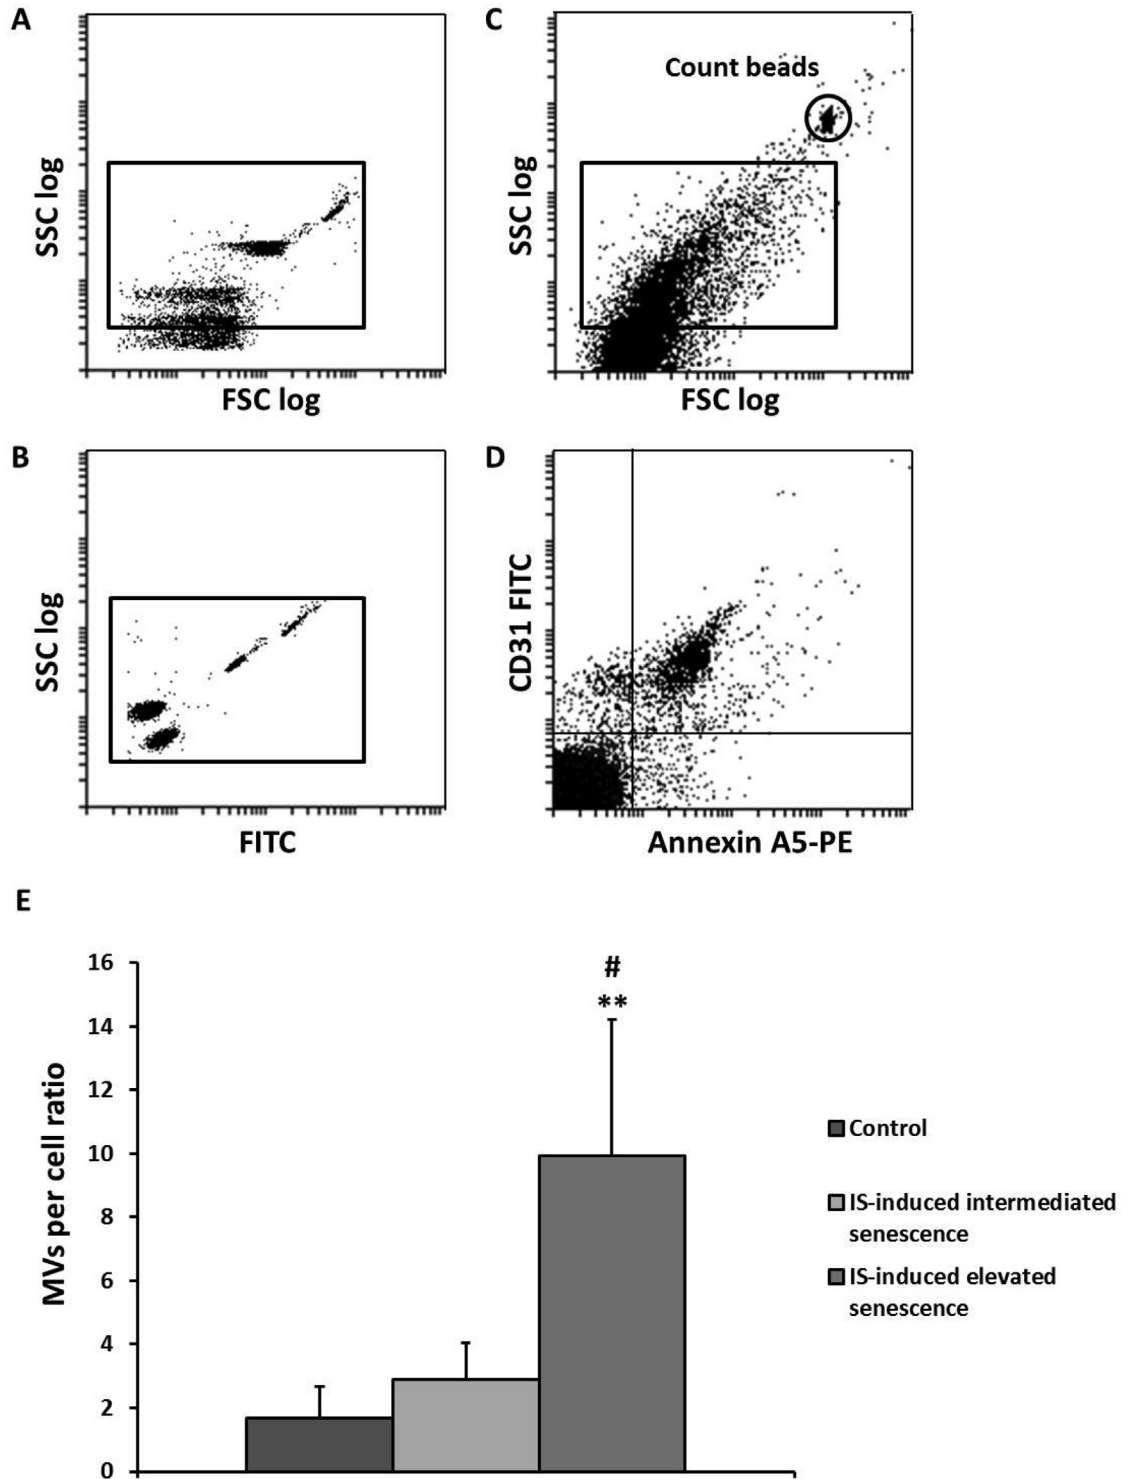 A
SSC log
FSC log
C
Count beads
SSC log
FSC log
B
SSC log
FITC
D
CD31 FITC
Annexin A5-PE
E
MVs per cell ratio
16
14
12
10
8
6
4
2
0
#
**
Control
IS-induced intermediated
senescence
IS-induced elevated
senescence